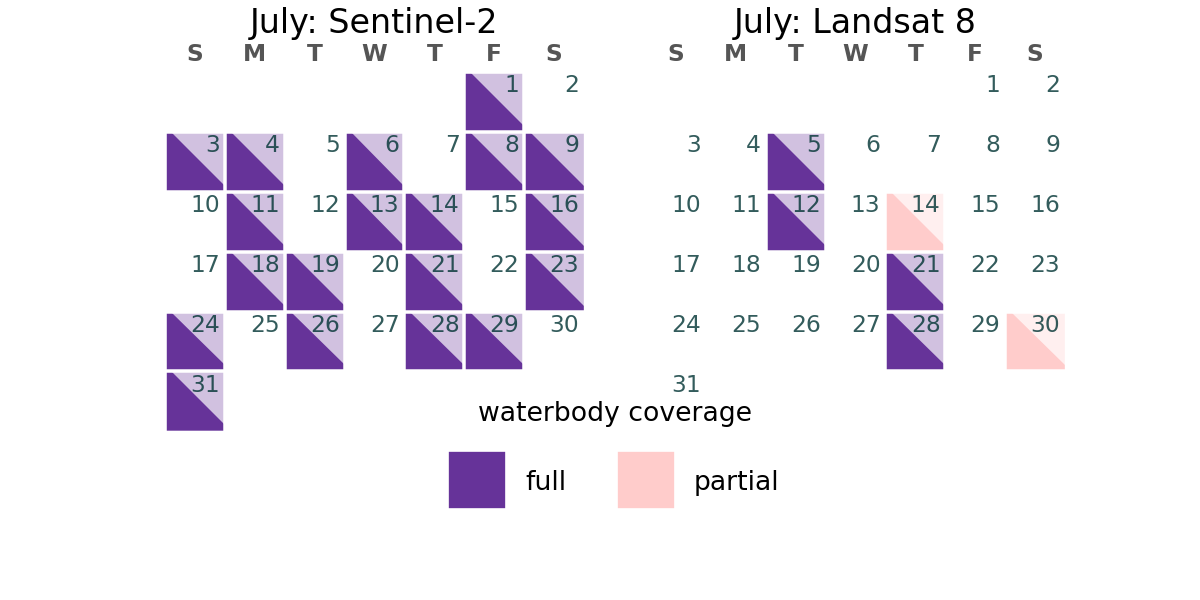 July: Sentinel-2
S M T W T F S
1 2
3 4 5 6 7 8 9
10 11 12 13 14 15 16
17 18 19 20 21 22 23
24 25 26 27 28 29 30
31
July: Landsat 8
S M T W T F S
1 2
3 4 5 6 7 8 9
10 11 12 13 14 15 16
17 18 19 20 21 22 23
24 25 26 27 28 29 30
31
waterbody coverage
full
partial